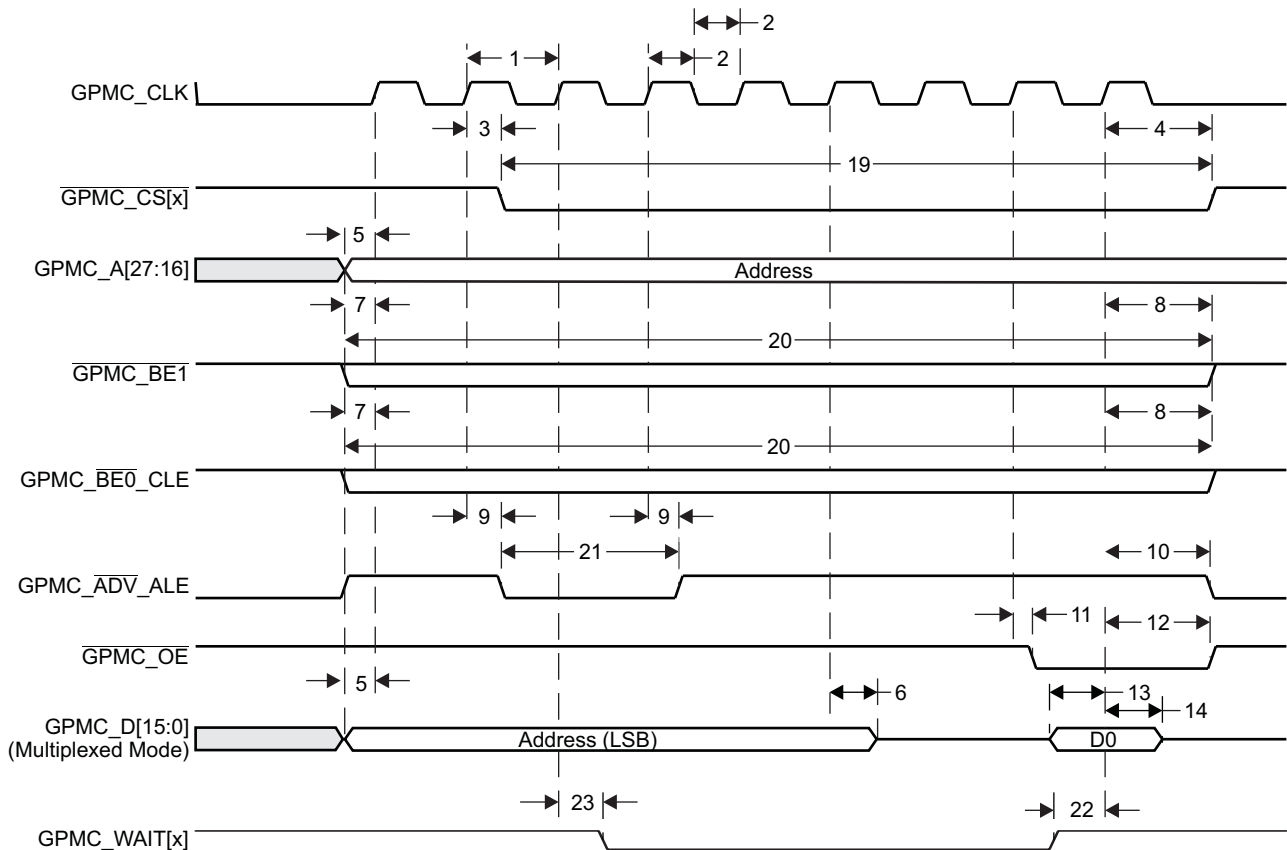 2
1
2
GPMC_CLK
3
4
19
GPMC_CS[x]
5
GPMC_A[27:16]
Address
7
8
20
GPMC_BE1
7
8
20
GPMC_BE0_CLE
9
9
21
10
GPMC_ADV_ALE
11
12
GPMC_OE
5
6
13
14
GPMC_D[15:0]
(Multiplexed Mode)
Address (LSB)
D0
23
22
GPMC_WAIT[x]